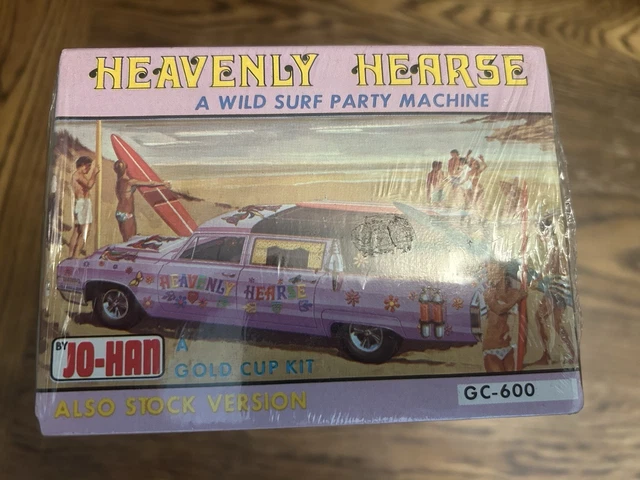 HEAVENLY HEARSE
A WILD SURF PARTY MACHINE
HEAVENLY HEARSE
BY JO-HAN
A
GOLD CUP KIT
ALSO STOCK VERSION
GC-600